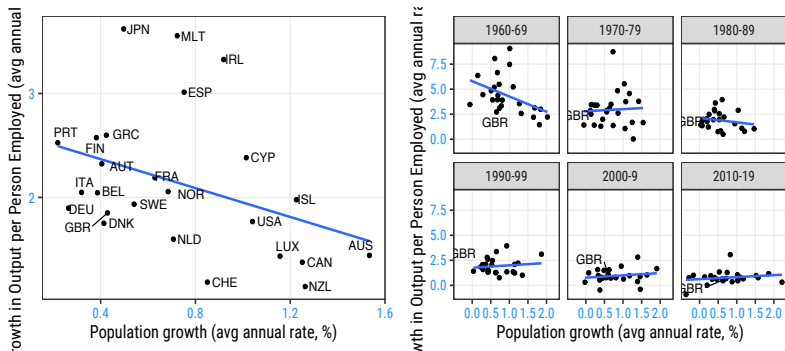 owth in Output per Person Employed (avg annual
3
2
JPN
MLT
IRL
ESP
PRT
FIN
GRC
AUT
CYP
ITA
BEL
FRA
NOR
ISL
DEU
GBR
DNK
SWE
USA
NLD
LUX
AUS
CAN
CHE
NZL
0.4
0.8
1.2
1.6
Population growth (avg annual rate, %)
wth in Output per Person Employed (avg annual ra
1960-69
1970-79
1980-89
7.5
5.0
2.5
0.0
GBR
GBR
GBR
1990-99
2000-9
2010-19
7.5
5.0
2.5
0.0
GBR
GBR
GBR
0.0 0.5 1.0 1.5 2.0
0.0 0.5 1.0 1.5 2.0
0.0 0.5 1.0 1.5 2.0
Population growth (avg annual rate, %)